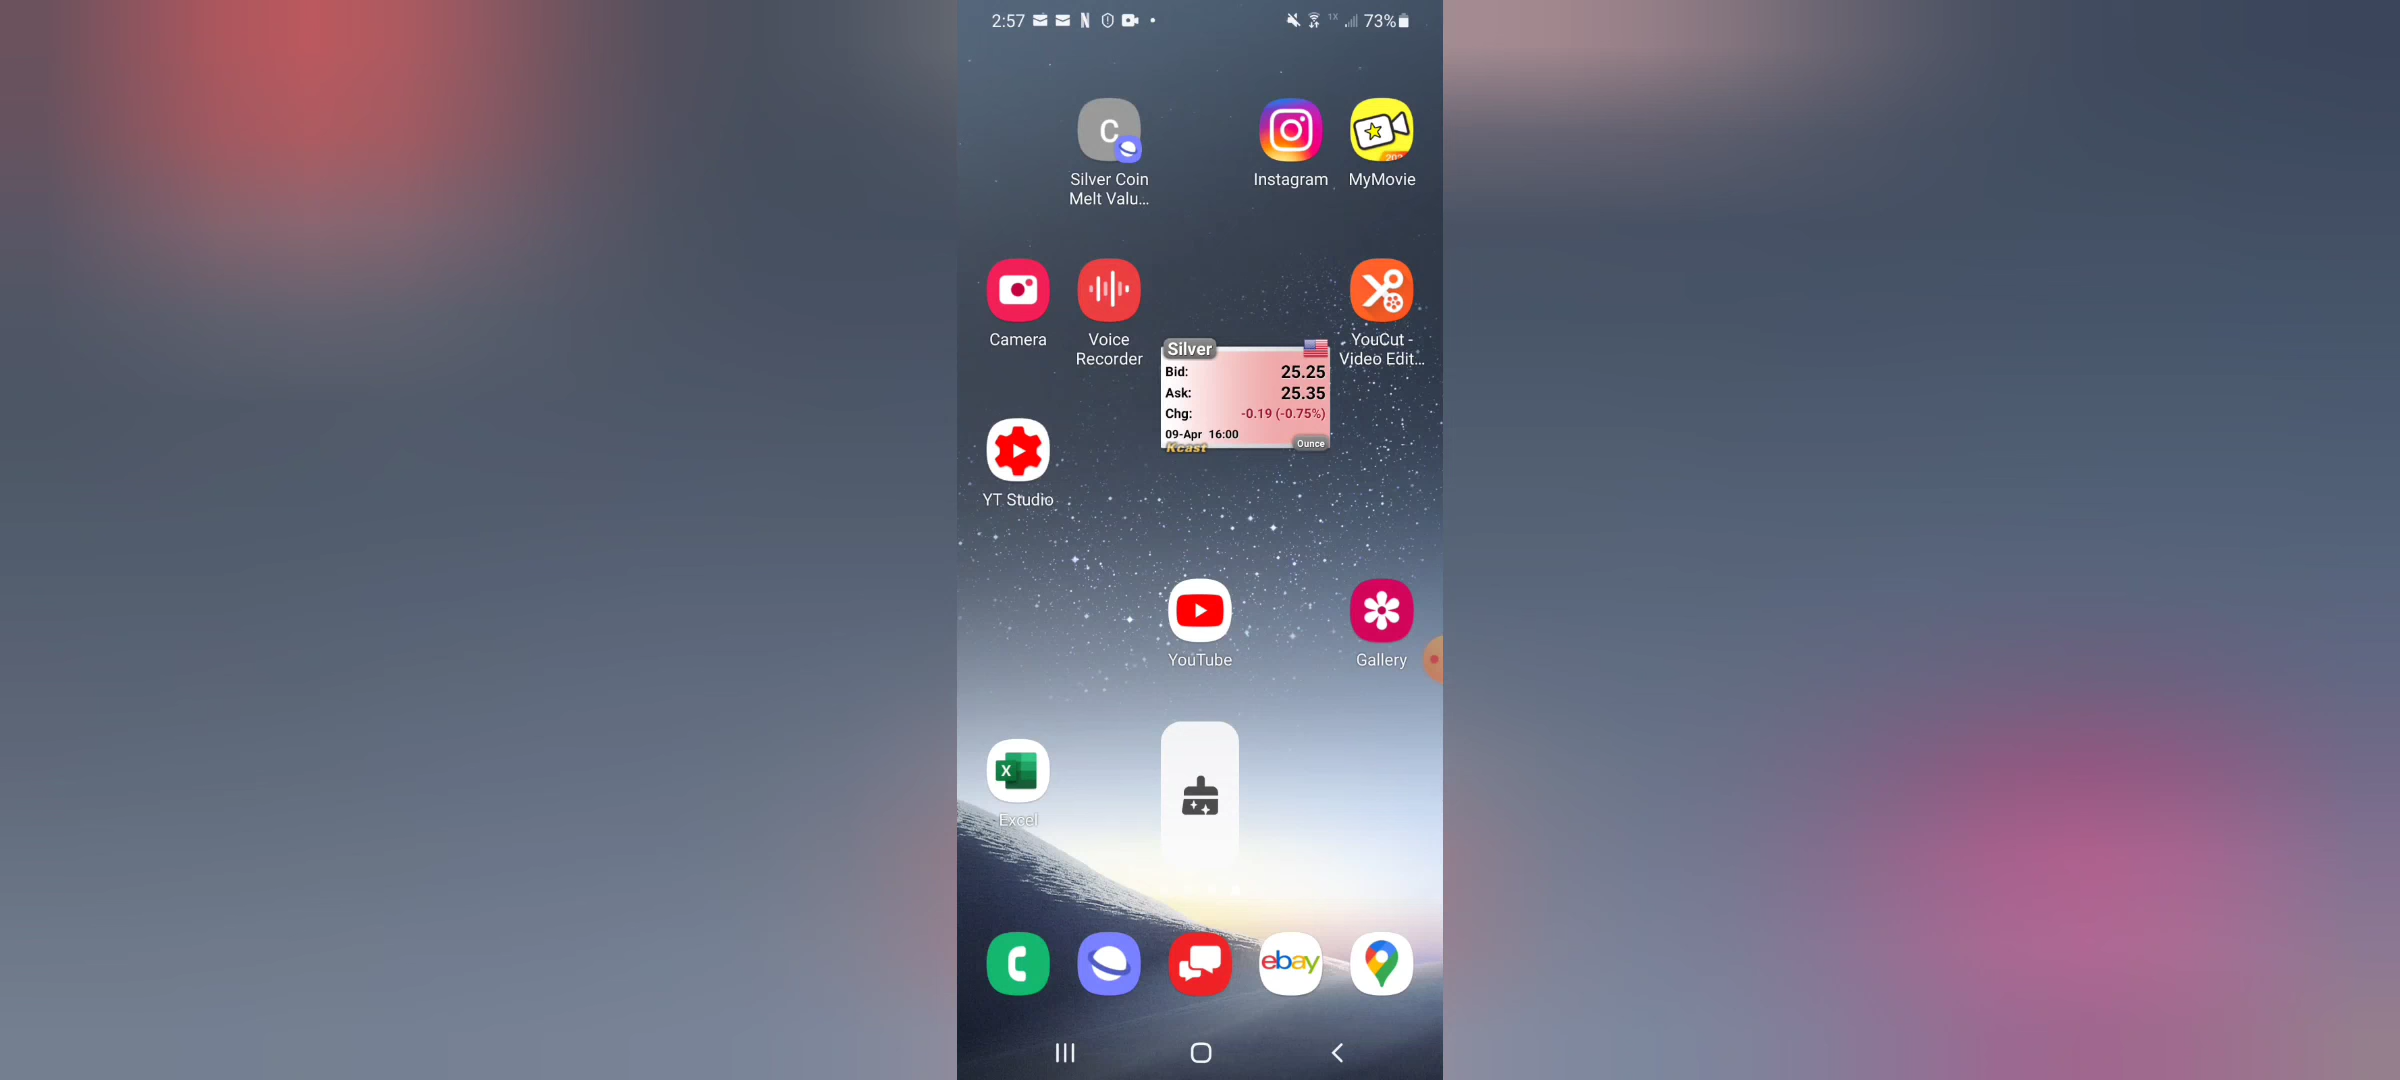 2:57
1X
73%
C
Silver Coin
Melt Valu...
Instagram
MyMovie
Camera
Voice
Recorder
YouCut -
Video Edit...
Silver
Bid: 25.25
Ask: 25.35
Chg: -0.19 (-0.75%)
09-Apr 16:00
Ounce
Kcast
YT Studio
YouTube
Gallery
X
Excel
ebay